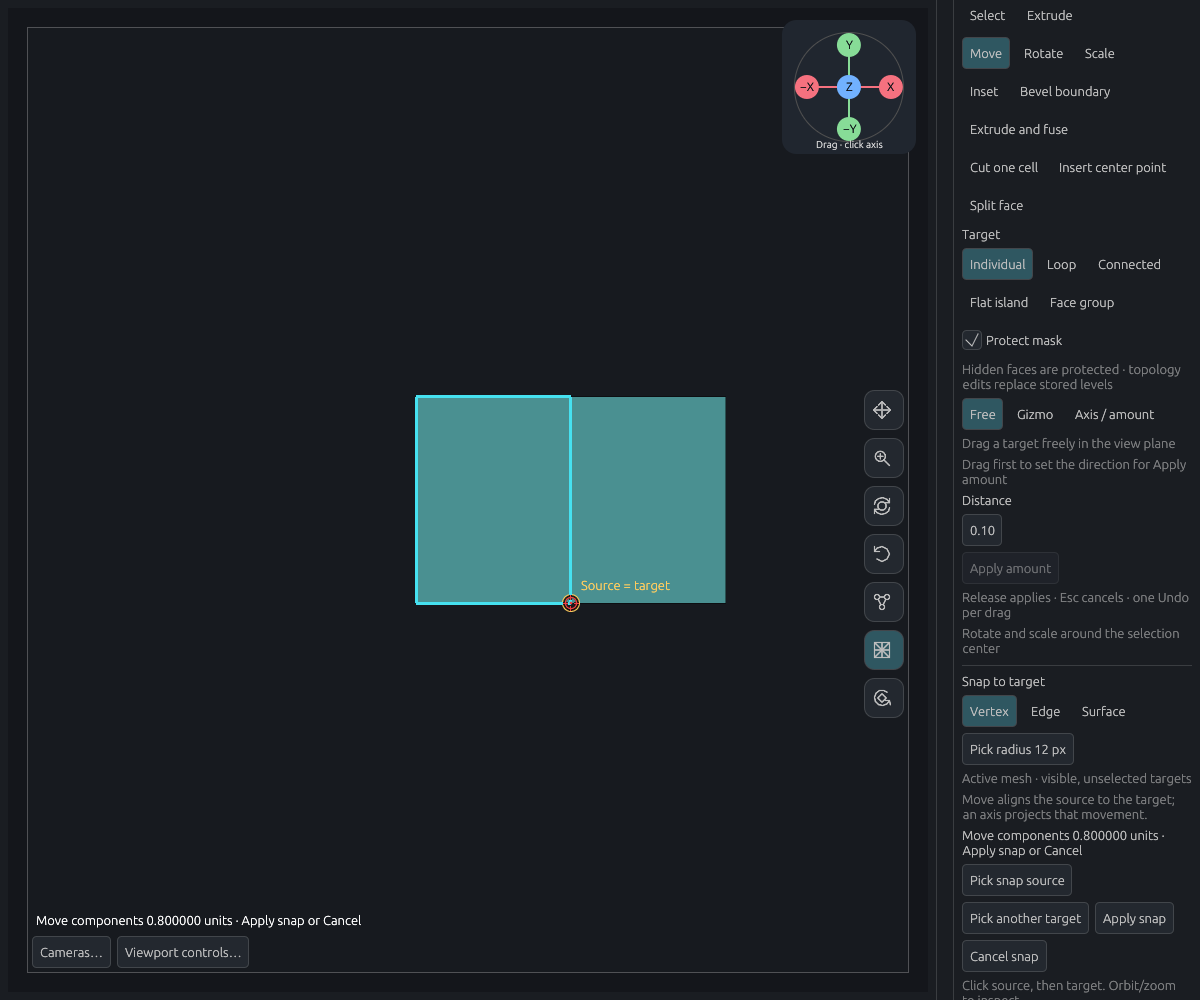 Select Extrude
Move Rotate Scale
Inset Bevel boundary
Extrude and fuse
Cut one cell Insert center point
Split face
Target
Individual Loop Connected
Flat island Face group
Protect mask
Hidden faces are protected · topology
edits replace stored levels
Free Gizmo Axis / amount
Drag a target freely in the view plane
Drag first to set the direction for Apply
amount
Distance
0.10
Apply amount
Release applies · Esc cancels · one Undo
per drag
Rotate and scale around the selection
center
Snap to target
Vertex Edge Surface
Pick radius 12 px
Active mesh · visible, unselected targets
Move aligns the source to the target;
an axis projects that movement.
Move components 0.800000 units ·
Apply snap or Cancel
Pick snap source
Pick another target Apply snap
Cancel snap
Click source, then target. Orbit/zoom
to inspect
Y
−X Z X
−Y
Drag · click axis
Source = target
Move components 0.800000 units · Apply snap or Cancel
Cameras… Viewport controls…